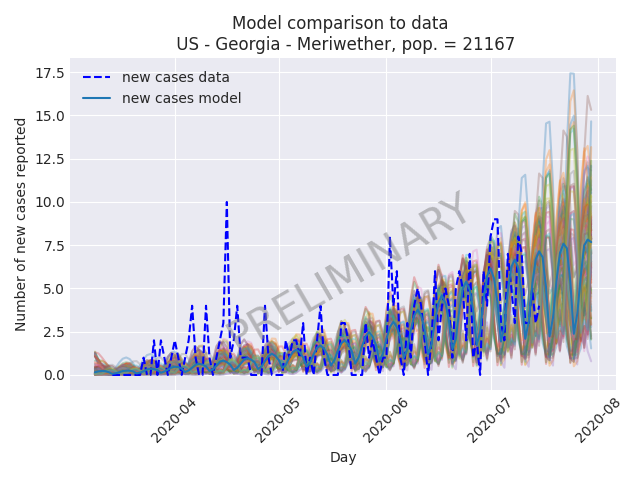 Model comparison to data
US - Georgia - Meriwether, pop. = 21167
new cases data
new cases model
Number of new cases reported
17.5
15.0
12.5
10.0
7.5
5.0
2.5
0.0
PRELIMINARY
2020-04
2020-05
2020-06
2020-07
2020-08
Day